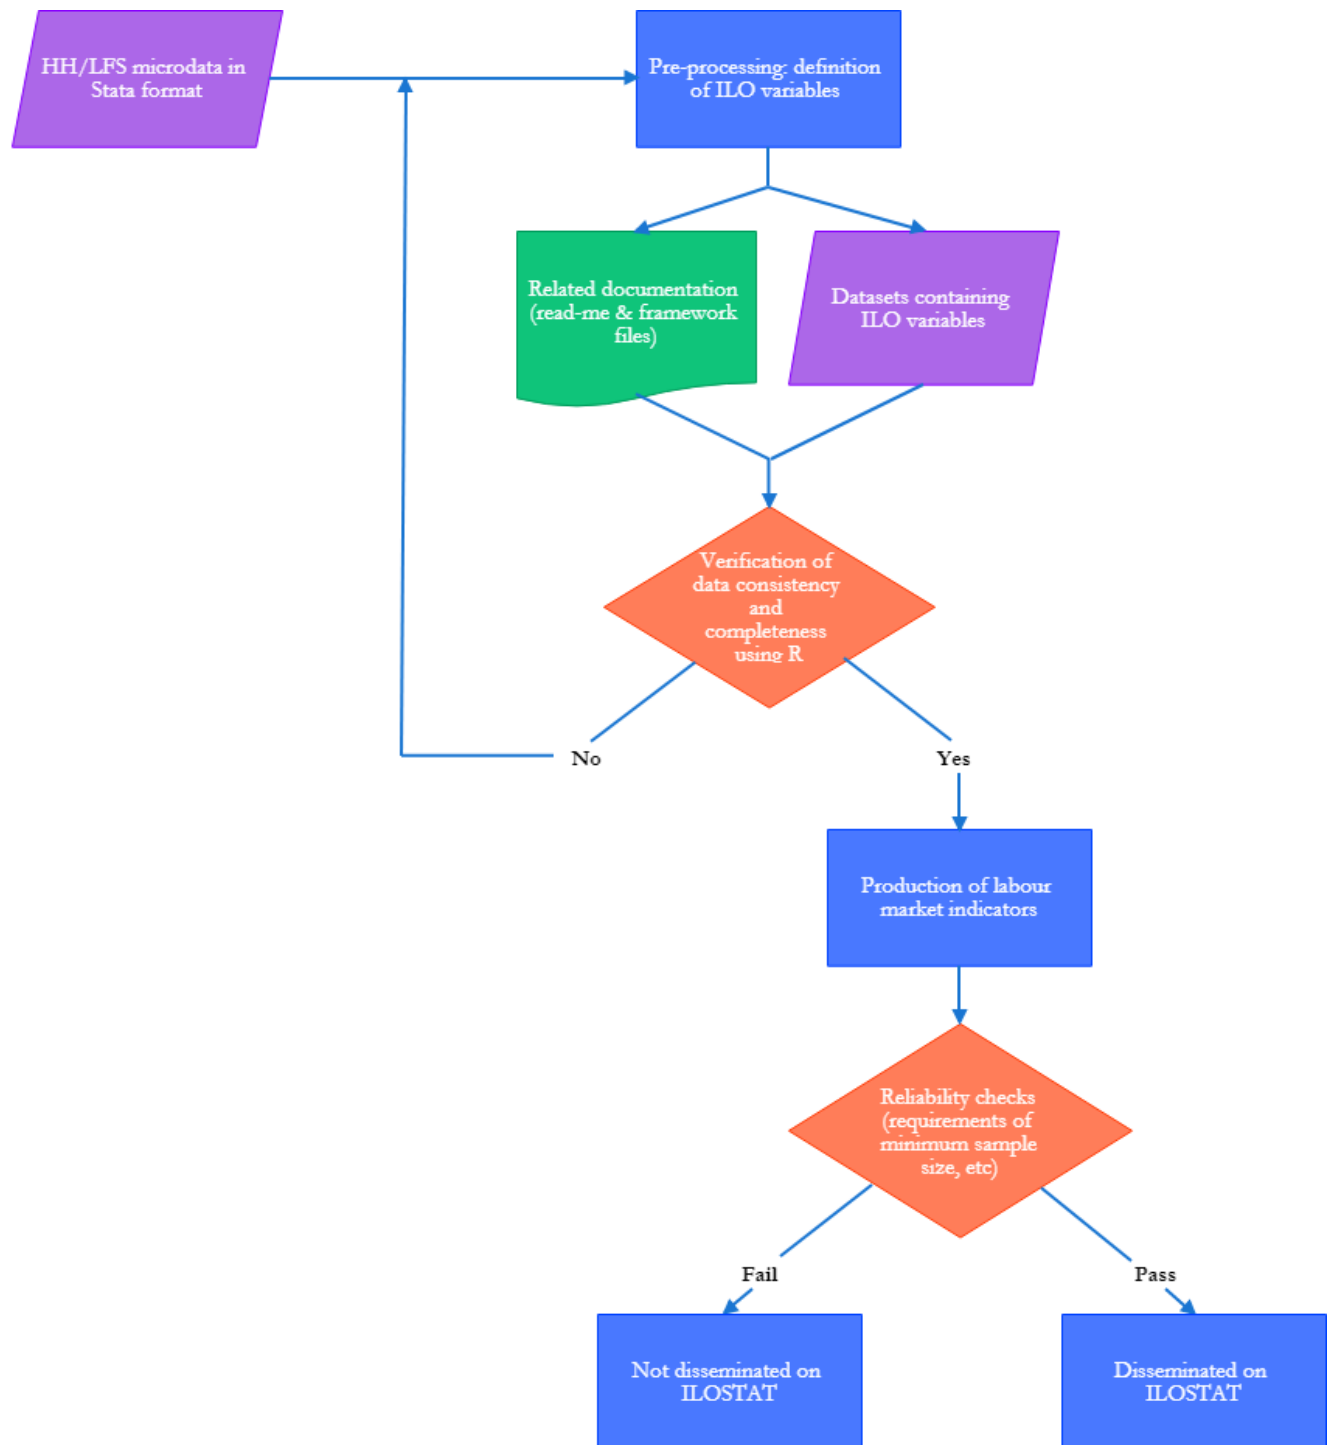 HH/LFS microdata in
Stata format
Pre-processing: definition
of ILO variables
Related documentation
(read-me & framework
files)
Datasets containing
ILO variables
Verification of
data consistency
and
completeness
using R
No
Yes
Production of labour
market indicators
Reliability checks
(requirements of
minimum sample
size, etc)
Fail
Pass
Not disseminated on
ILOSTAT
Disseminated on
ILOSTAT